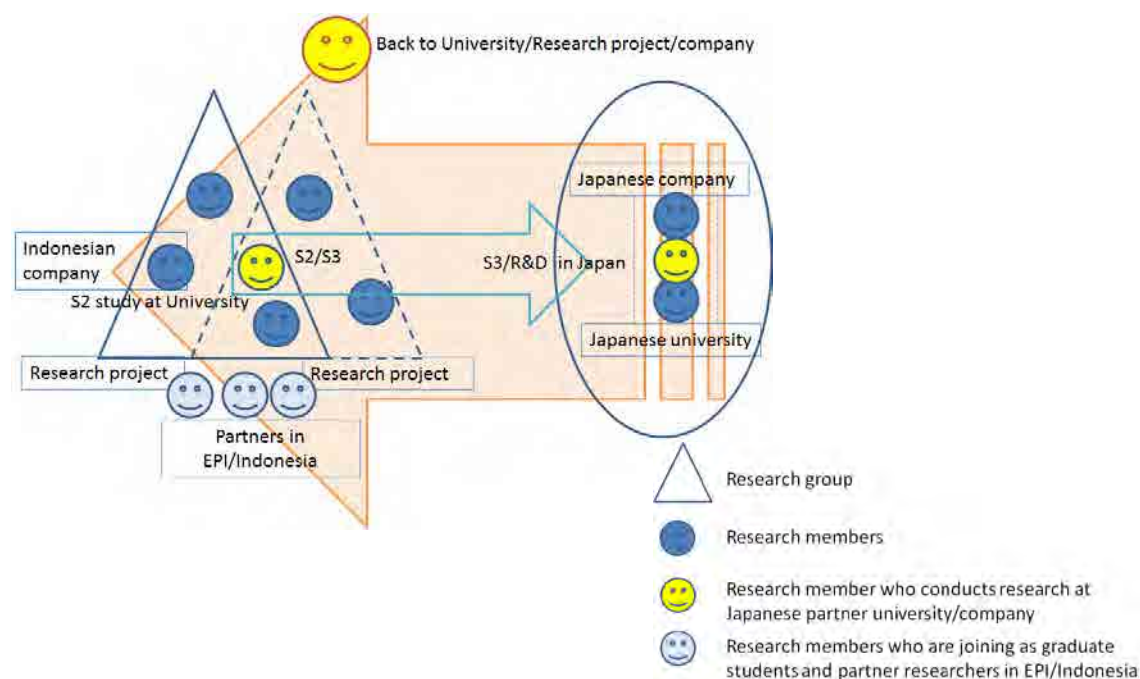 Back to University/Research project/company
Japanese company
Indonesian
company
S2/S3
S3/R&D in Japan
S2 study at University
Japanese university
Research project
Research project
Partners in
EPI/Indonesia
Research group
Research members
Research member who conducts research at
Japanese partner university/company
Research members who are joining as graduate
students and partner researchers in EPI/Indonesia